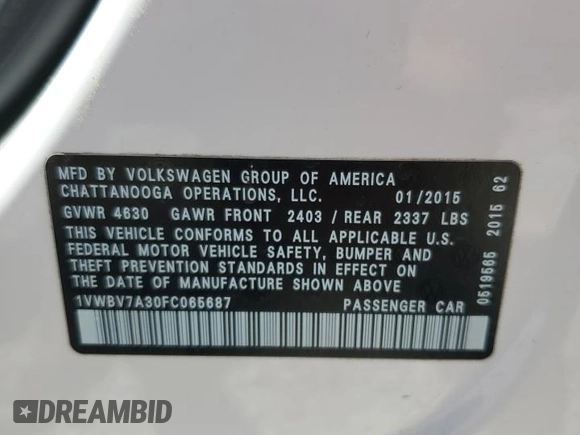 MFD BY VOLKSWAGEN GROUP OF AMERICA
CHATTANOOGA OPERATIONS, LLC. 01/2015
GVWR 4630 GAWR FRONT 2403 / REAR 2337 LBS
THIS VEHICLE CONFORMS TO ALL APPLICABLE U.S.
FEDERAL MOTOR VEHICLE SAFETY, BUMPER AND
THEFT PREVENTION STANDARDS IN EFFECT ON
THE DATE OF MANUFACTURE SHOWN ABOVE
1VWBV7A30FC065687 PASSENGER CAR
0519565 2015 62
DREAMBID